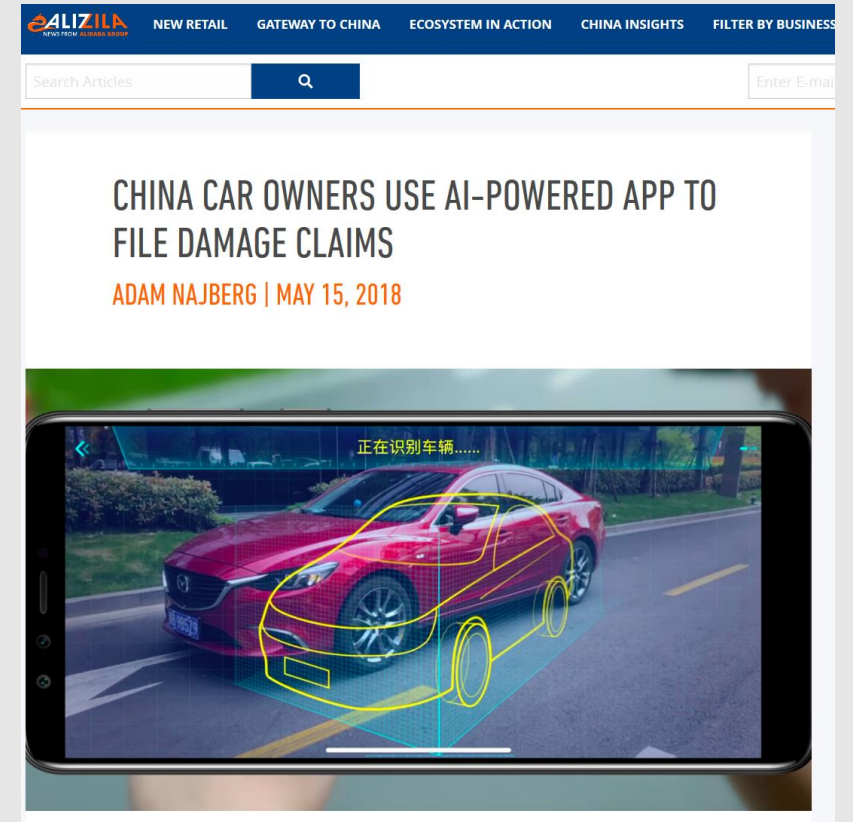 ALIZILA
NEWS FROM ALIBABA GROUP
NEW RETAIL GATEWAY TO CHINA ECOSYSTEM IN ACTION CHINA INSIGHTS FILTER BY BUSINESS
Search Articles
Enter E-mai
CHINA CAR OWNERS USE AI-POWERED APP TO
FILE DAMAGE CLAIMS
ADAM NAJBERG | MAY 15, 2018
正在识别车辆......